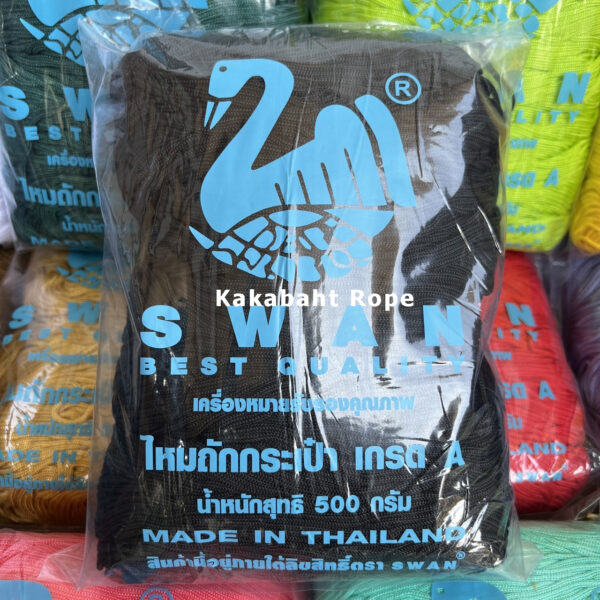 ®
Kakabaht Rope
SWAN
BEST QUALITY
เครื่องหมายรับรองคุณภาพ
ไหมถักกระเป๋า เกรด A
น้ำหนักสุทธิ 500 กรัม
MADE IN THAILAND
สินค้านี้อยู่ภายใต้ลิขสิทธิ์ตรา SWAN®